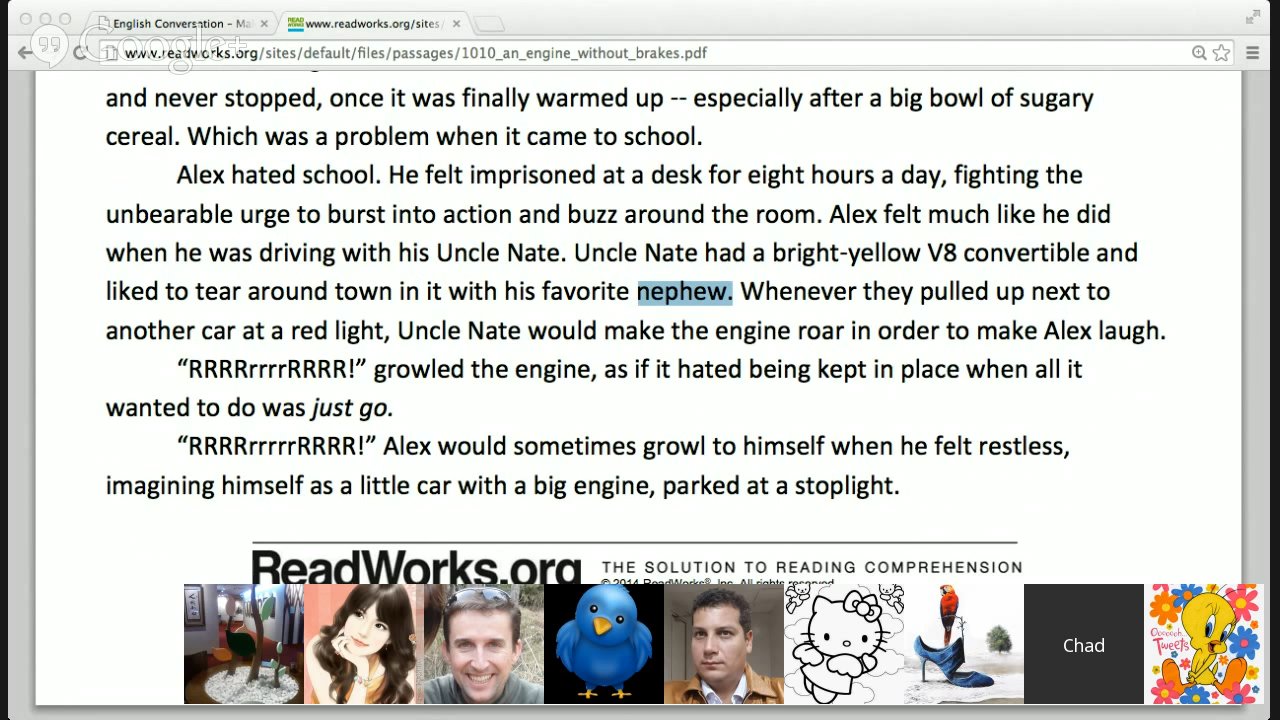 English Conversation – Ma
www.readworks.org/sites/
Google+
www.readworks.org/sites/default/files/passages/1010_an_engine_without_brakes.pdf
and never stopped, once it was finally warmed up -- especially after a big bowl of sugary
cereal. Which was a problem when it came to school.
Alex hated school. He felt imprisoned at a desk for eight hours a day, fighting the
unbearable urge to burst into action and buzz around the room. Alex felt much like he did
when he was driving with his Uncle Nate. Uncle Nate had a bright-yellow V8 convertible and
liked to tear around town in it with his favorite nephew. Whenever they pulled up next to
another car at a red light, Uncle Nate would make the engine roar in order to make Alex laugh.
“RRRRrrrrRRRR!” growled the engine, as if it hated being kept in place when all it
wanted to do was just go.
“RRRRrrrrrRRRR!” Alex would sometimes growl to himself when he felt restless,
imagining himself as a little car with a big engine, parked at a stoplight.
ReadWorks.org
THE SOLUTION TO READING COMPREHENSION
© 2014 ReadWorks®, Inc. All rights reserved.
Chad
Ooooooh
Tweets